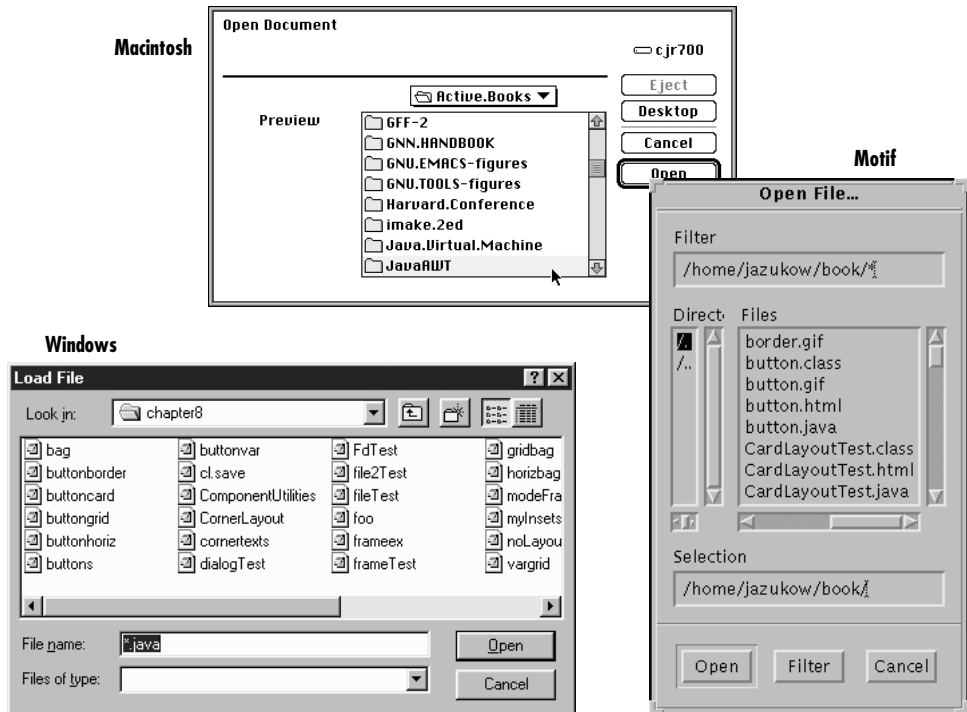 Macintosh
Open Document
cjr700
Active.Books
Eject
Desktop
Cancel
Open
Preview
GFF-2
GNN.HANDBOOK
GNU.EMACS-figures
GNU.TOOLS-figures
Harvard.Conference
imake.2ed
Java.Virtual.Machine
JavaAWT
Motif
Open File...
Filter
/home/jazukow/book/*
Direct Files
/. border.gif
/.. button.class
button.gif
button.html
button.java
CardLayoutTest.class
CardLayoutTest.html
CardLayoutTest.java
Selection
/home/jazukow/book/
Open Filter Cancel
Windows
Load File
Look in: chapter8
bag buttonvar FdTest gridbag
buttonborder cl.save file2Test horizbag
buttoncard ComponentUtilities fileTest modeFra
buttongrid CornerLayout foo myInsets
buttonhoriz cornertexts frameex noLayou
buttons dialogTest frameTest vargrid
File name: *.java Open
Files of type: Cancel